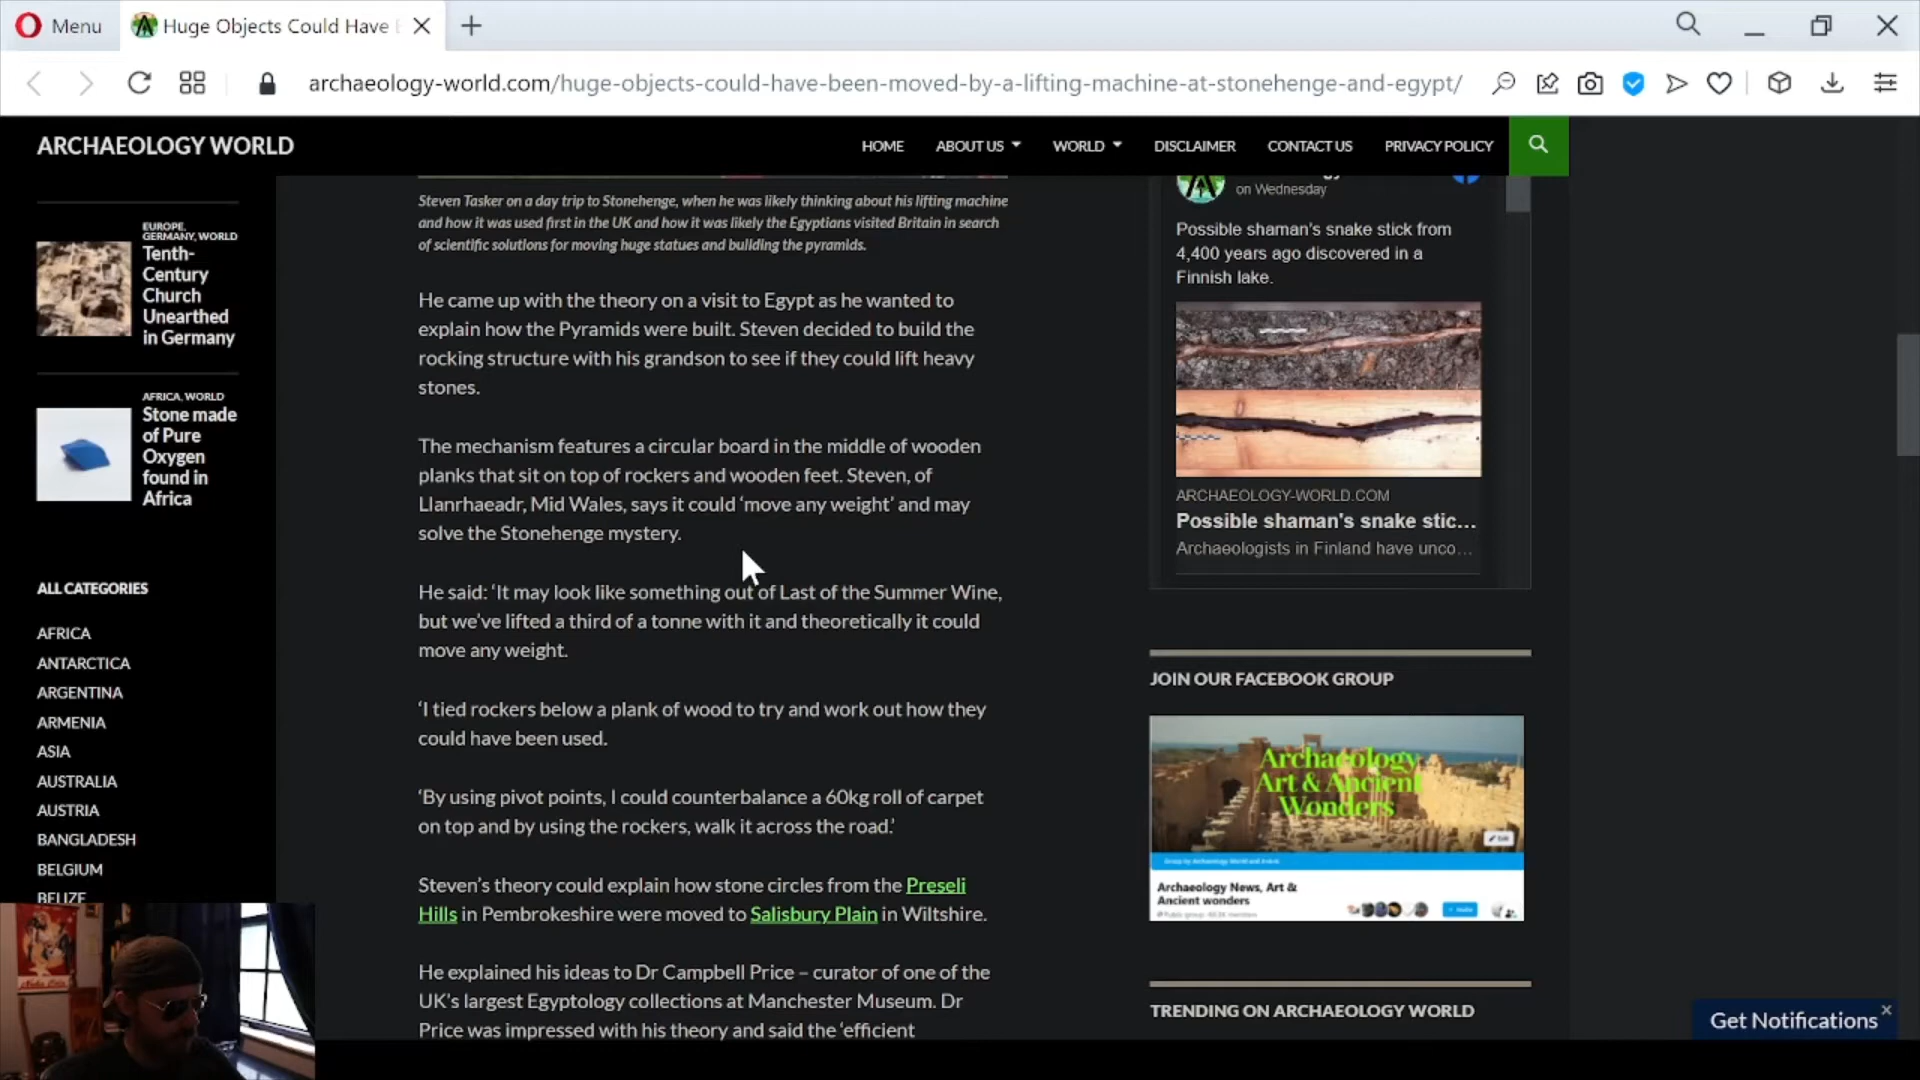 Menu
Huge Objects Could Have
archaeology-world.com/huge-objects-could-have-been-moved-by-a-lifting-machine-at-stonehenge-and-egypt/
ARCHAEOLOGY WORLD
HOME
ABOUT US
WORLD
DISCLAIMER
CONTACT US
PRIVACY POLICY
EUROPE,
GERMANY, WORLD
Tenth-
Century
Church
Unearthed
in Germany
AFRICA, WORLD
Stone made
of Pure
Oxygen
found in
Africa
ALL CATEGORIES
AFRICA
ANTARCTICA
ARGENTINA
ARMENIA
ASIA
AUSTRALIA
AUSTRIA
BANGLADESH
BELGIUM
BELIZE
Steven Tasker on a day trip to Stonehenge, when he was likely thinking about his lifting machine
and how it was used first in the UK and how it was likely the Egyptians visited Britain in search
of scientific solutions for moving huge statues and building the pyramids.
He came up with the theory on a visit to Egypt as he wanted to
explain how the Pyramids were built. Steven decided to build the
rocking structure with his grandson to see if they could lift heavy
stones.
The mechanism features a circular board in the middle of wooden
planks that sit on top of rockers and wooden feet. Steven, of
Llanrhaeadr, Mid Wales, says it could ‘move any weight’ and may
solve the Stonehenge mystery.
He said: ‘It may look like something out of Last of the Summer Wine,
but we’ve lifted a third of a tonne with it and theoretically it could
move any weight.
‘I tied rockers below a plank of wood to try and work out how they
could have been used.
‘By using pivot points, I could counterbalance a 60kg roll of carpet
on top and by using the rockers, walk it across the road.’
Steven’s theory could explain how stone circles from the Preseli
Hills in Pembrokeshire were moved to Salisbury Plain in Wiltshire.
He explained his ideas to Dr Campbell Price – curator of one of the
UK’s largest Egyptology collections at Manchester Museum. Dr
Price was impressed with his theory and said the ‘efficient
on Wednesday
Possible shaman's snake stick from
4,400 years ago discovered in a
Finnish lake.
ARCHAEOLOGY-WORLD.COM
Possible shaman's snake stic...
Archaeologists in Finland have unco...
JOIN OUR FACEBOOK GROUP
Archaeology
Art & Ancient
Wonders
Archaeology News, Art &
Ancient wonders
TRENDING ON ARCHAEOLOGY WORLD
Get Notifications